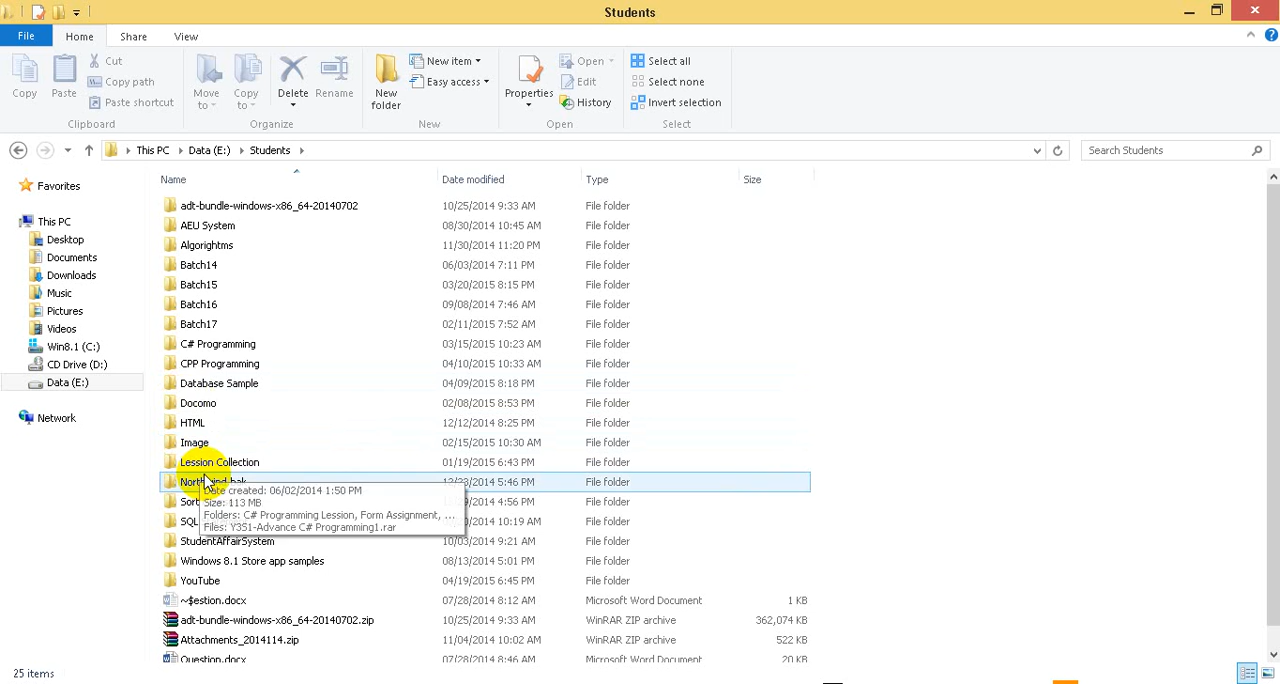 Students
File Home Share View
Copy Paste Cut Copy path Paste shortcut Clipboard
Move to Copy to Delete Rename Organize
New folder New item Easy access New
Properties Open Edit History Open
Select all Select none Invert selection Select
This PC Data (E:) Students Search Students
Favorites
This PC
Desktop
Documents
Downloads
Music
Pictures
Videos
Win8.1 (C:)
CD Drive (D:)
Data (E:)
Network
Name Date modified Type Size
adt-bundle-windows-x86_64-20140702 10/25/2014 9:33 AM File folder
AEU System 08/30/2014 10:45 AM File folder
Algorightms 11/30/2014 11:20 PM File folder
Batch14 06/03/2014 7:11 PM File folder
Batch15 03/20/2015 8:15 PM File folder
Batch16 09/08/2014 7:46 AM File folder
Batch17 02/11/2015 7:52 AM File folder
C# Programming 03/15/2015 10:23 AM File folder
CPP Programming 04/10/2015 10:33 AM File folder
Database Sample 04/09/2015 8:18 PM File folder
Docomo 02/08/2015 8:53 PM File folder
HTML 12/12/2014 8:25 PM File folder
Image 02/15/2015 10:30 AM File folder
Lession Collection 01/19/2015 6:43 PM File folder
5:46 PM File folder
4:56 PM File folder
SQL 10:19 AM File folder
StudentAffairSystem 10/03/2014 9:21 AM File folder
Windows 8.1 Store app samples 08/13/2014 5:01 PM File folder
YouTube 04/19/2015 6:45 PM File folder
~$estion.docx 07/28/2014 8:12 AM Microsoft Word Document 1 KB
adt-bundle-windows-x86_64-20140702.zip 10/25/2014 9:33 AM WinRAR ZIP archive 362,074 KB
Attachments_2014114.zip 11/04/2014 10:02 AM WinRAR ZIP archive 522 KB
Question.docx 07/28/2014 8:46 AM Microsoft Word Document 20 KB
Date created: 06/02/2014 1:50 PM
Size: 113 MB
Folders: C# Programming Lession, Form Assignment, ...
Files: Y3S1-Advance C# Programming1.rar
25 items